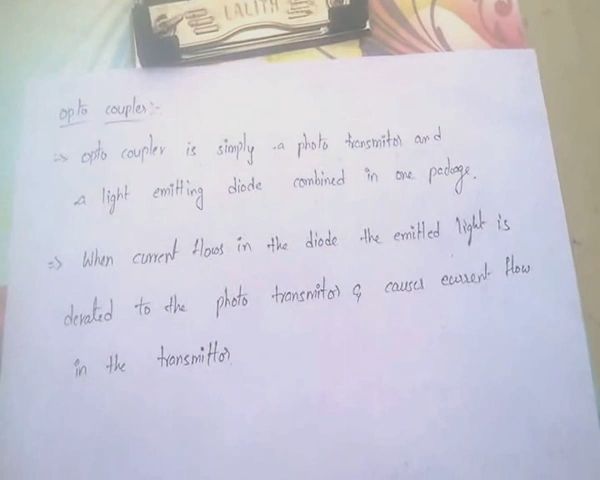 LALITH
opto coupler:-
⇒ opto coupler is simply a photo transmitor and
a light emitting diode combined in one package.
⇒ When current flows in the diode the emitted light is
derated to the photo transmitor & causes current flow
in the transmittor